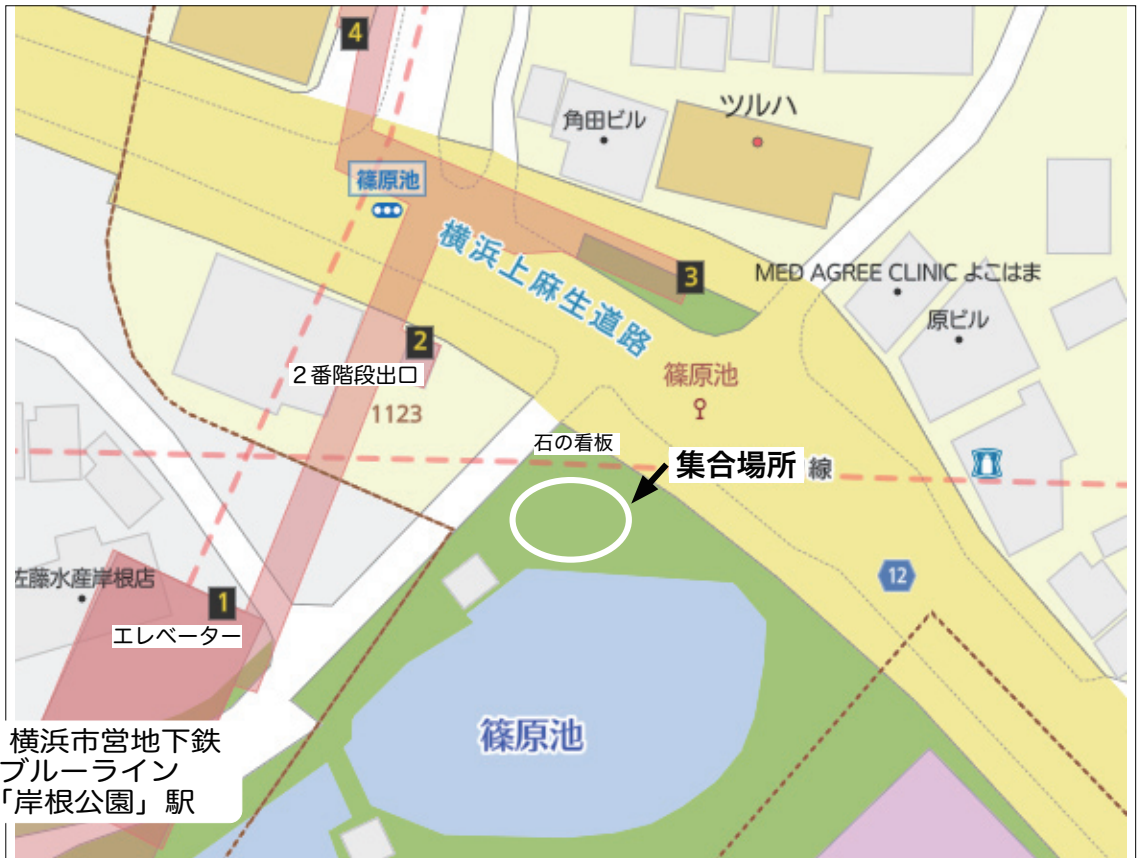 4
ツルハ
角田ビル
篠原池
横浜上麻生道路
3
MED AGREE CLINIC よこはま
原ビル
2
2番階段出口
篠原池
1123
石の看板
集合場所
線
12
佐藤水産岸根店
1
エレベーター
篠原池
横浜市営地下鉄
ブルーライン
「岸根公園」駅